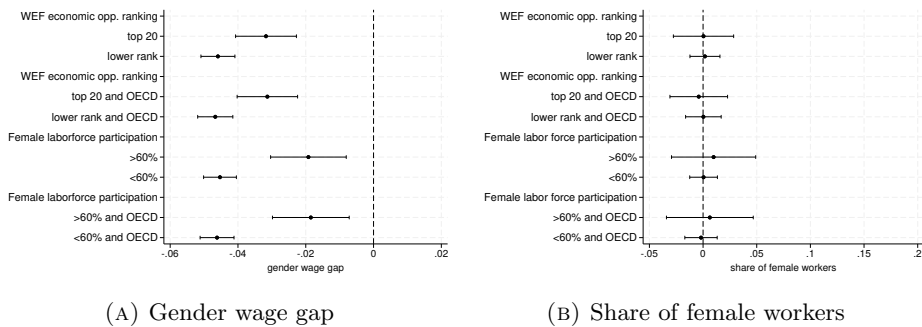 WEF economic opp. ranking
top 20
lower rank
WEF economic opp. ranking
top 20 and OECD
lower rank and OECD
Female laborforce participation
>60%
<60%
Female laborforce participation
>60% and OECD
<60% and OECD
-.06 -.04 -.02 0 .02
gender wage gap
(A) Gender wage gap
WEF economic opp. ranking
top 20
lower rank
WEF economic opp. ranking
top 20 and OECD
lower rank and OECD
Female labor force participation
>60%
<60%
Female labor force participation
>60% and OECD
<60% and OECD
-.05 0 .05 .1 .15 .2
share of female workers
(B) Share of female workers